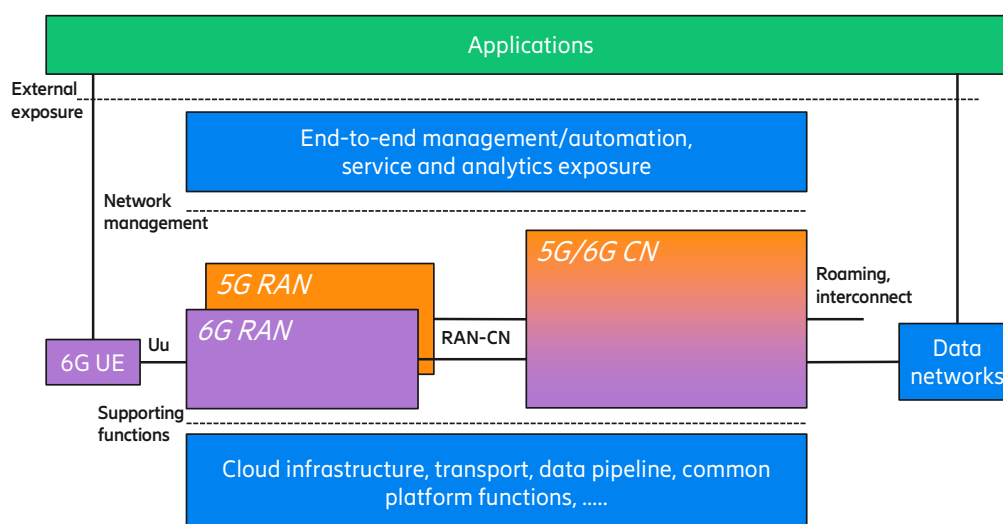 Applications
External
exposure
End-to-end management/automation,
service and analytics exposure
Network
management
5G/6G CN
5G RAN
Roaming,
interconnect
6G RAN
RAN-CN
Uu
6G UE
Data
networks
Supporting
functions
Cloud infrastructure, transport, data pipeline, common
platform functions, .....